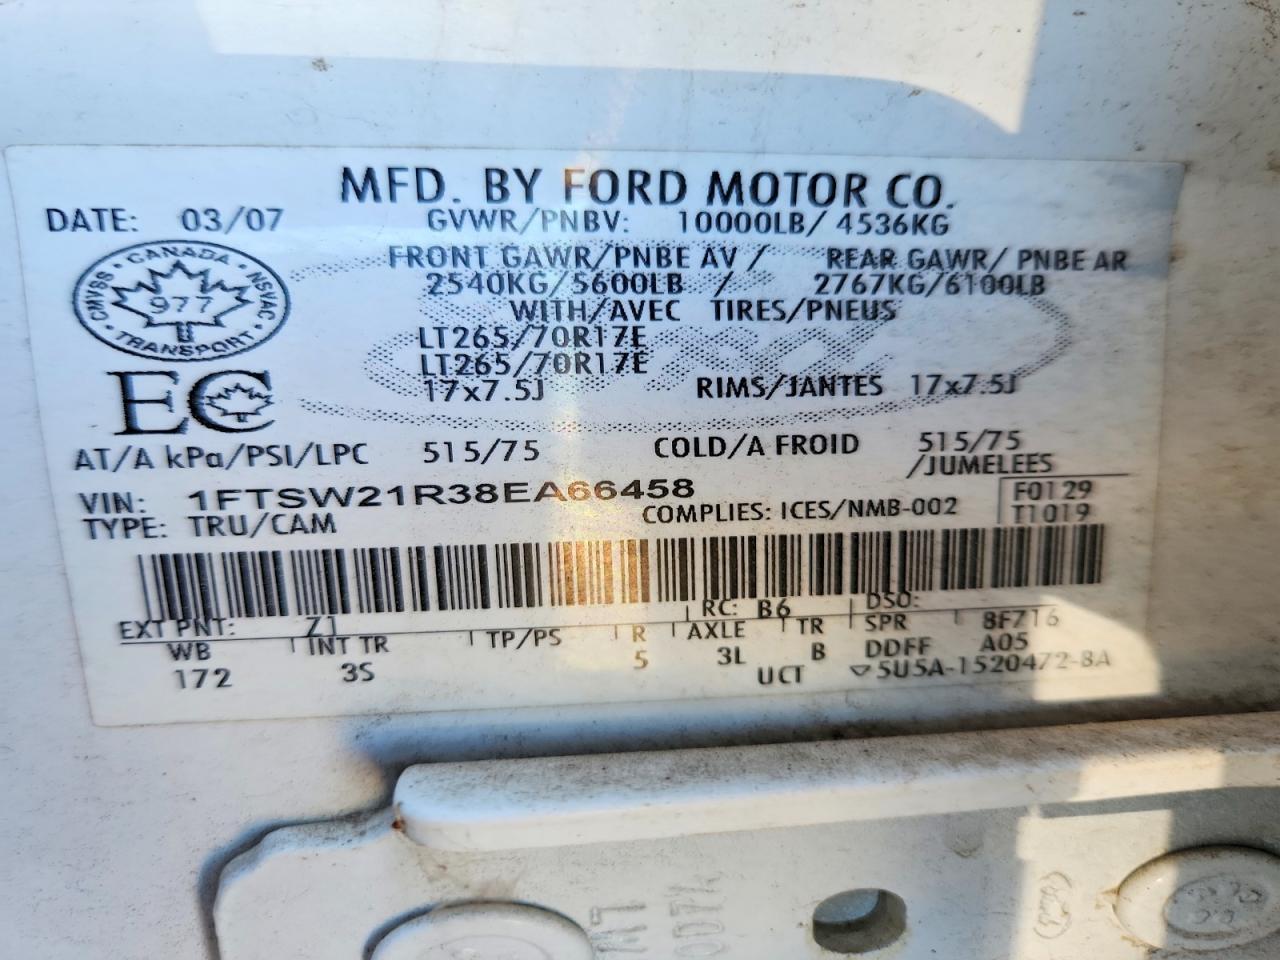 MFD. BY FORD MOTOR CO.
DATE: 03/07 GVWR/PNBV: 10000LB/ 4536KG
FRONT GAWR/PNBE AV / REAR GAWR/ PNBE AR
2540KG/5600LB / 2767KG/6100LB
WITH/AVEC TIRES/PNEUS
CMVSS · CANADA · NSVAC · TRANSPORT ·
977
LT265/70R17E
LT265/70R17E
17x7.5J RIMS/JANTES 17x7.5J
EC
AT/A kPa/PSI/LPC 515/75 COLD/A FROID 515/75
/JUMELEES
VIN: 1FTSW21R38EA66458
F0129
TYPE: TRU/CAM COMPLIES: ICES/NMB-002 T1019
EXT PNT: Z1 RC: B6 DSO:
WB INT TR TP/PS R AXLE TR SPR 8FZ16
172 3S 5 3L B DDFF A05
UCT 5U5A-1520472-BA